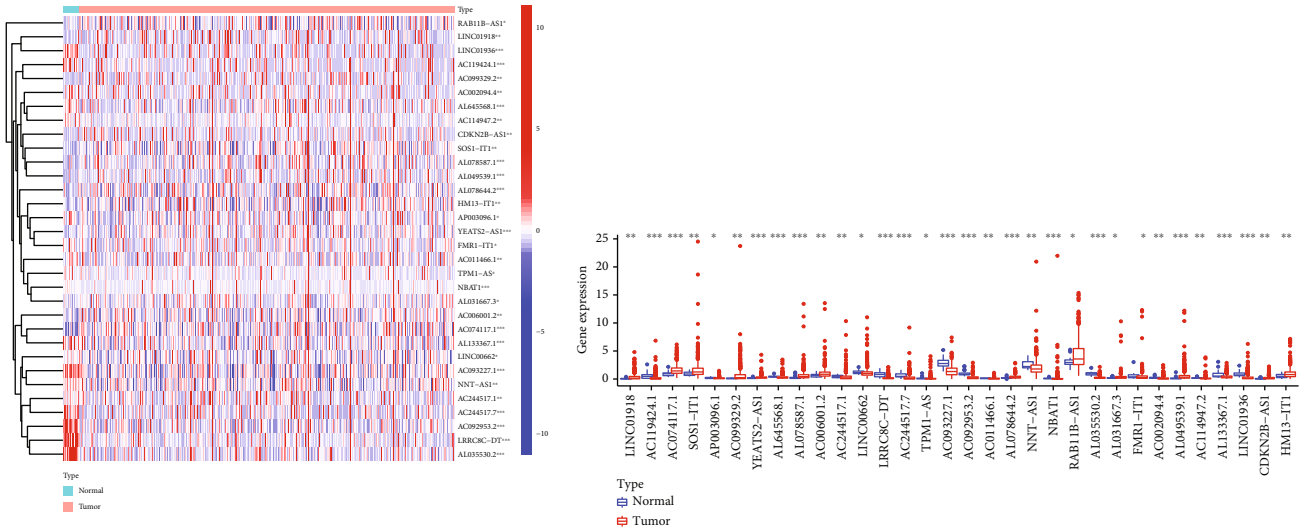 Type
RAB11B−AS1*
LINC01918**
LINC01936***
AC119424.1***
AC099329.2**
AC002094.4**
AL645568.1***
AC114947.2**
CDKN2B−AS1**
SOS1−IT1**
AL078587.1***
AL049539.1***
AL078644.2***
HM13−IT1**
AP003096.1*
YEATS2−AS1***
FMR1−IT1*
AC011466.1**
TPM1−AS*
NBAT1***
AL031667.3*
AC006001.2**
AC074117.1***
AL133367.1***
LINC00662*
AC093227.1***
NNT−AS1**
AC244517.1**
AC244517.7***
AC092953.2***
LRRC8C−DT***
AL035530.2***
10
5
0
−5
−10
Type
Normal
Tumor
** *** *** ** * ** *** *** *** ** ** * *** *** * *** *** ** *** ** *** * *** * * ** *** ** *** *** ** **
Gene expression
25
20
15
10
5
0
LINC01918
AC119424.1
AC074117.1
SOS1−IT1
AP003096.1
AC099329.2
YEATS2−AS1
AL645568.1
AL078587.1
AC006001.2
AC244517.1
LINC00662
LRRC8C−DT
AC244517.7
TPM1−AS
AC093227.1
AC092953.2
AC011466.1
AL078644.2
NNT−AS1
NBAT1
RAB11B−AS1
AL035530.2
AL031667.3
FMR1−IT1
AC002094.4
AL049539.1
AC114947.2
AL133367.1
LINC01936
CDKN2B−AS1
HM13−IT1
Type
Normal
Tumor